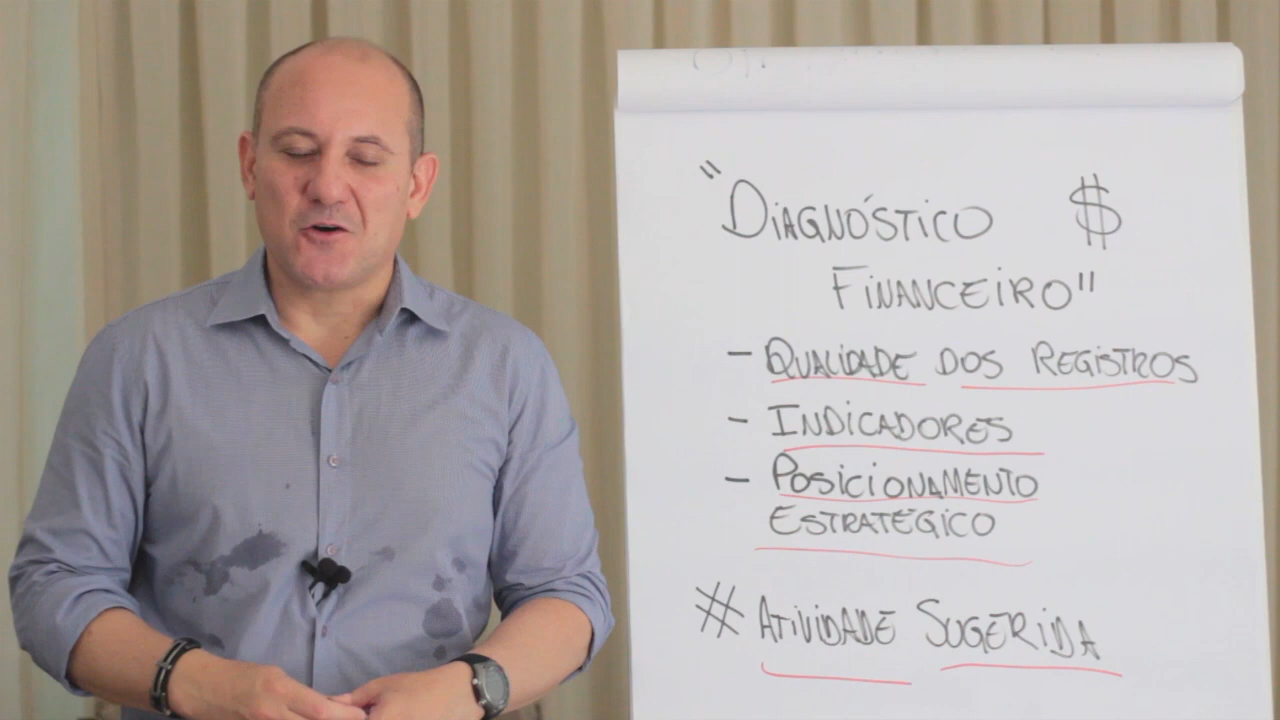 "DIAGNÓSTICO $
FINANCEIRO"
- QUALIDADE DOS REGISTROS
- INDICADORES
- POSICIONAMENTO
ESTRATÉGICO
# ATIVIDADE SUGERIDA